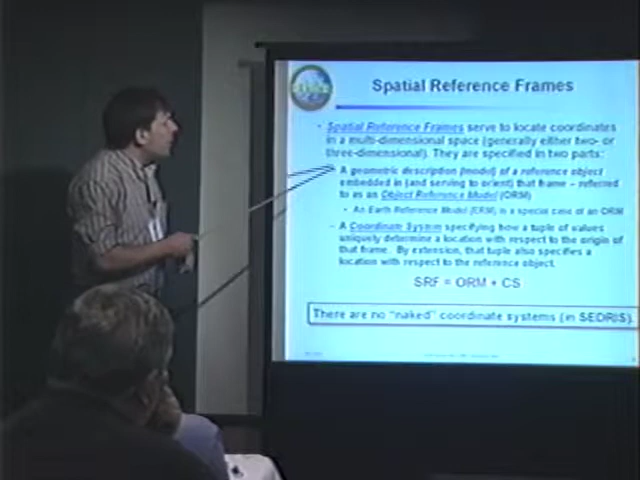 Spatial Reference Frames
• Spatial Reference Frames serve to locate coordinates
in a multi-dimensional space (generally either two- or
three-dimensional). They are specified in two parts:
– A geometric description (model) of a reference object
embedded in (and serving to orient) that frame – referred
to as an Object Reference Model (ORM)
• An Earth Reference Model (ERM) is a special case of an ORM
– A Coordinate System specifying how a tuple of values
uniquely determine a location with respect to the origin of
that frame. By extension, that tuple also specifies a
location with respect to the reference object.
SRF = ORM + CS
There are no "naked" coordinate systems (in SEDRIS).